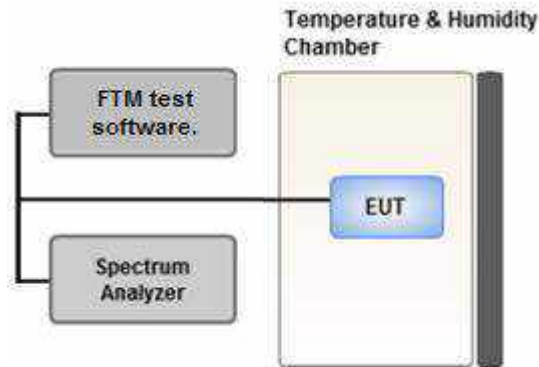 Temperature & Humidity
Chamber
FTM test
software.
EUT
Spectrum
Analyzer